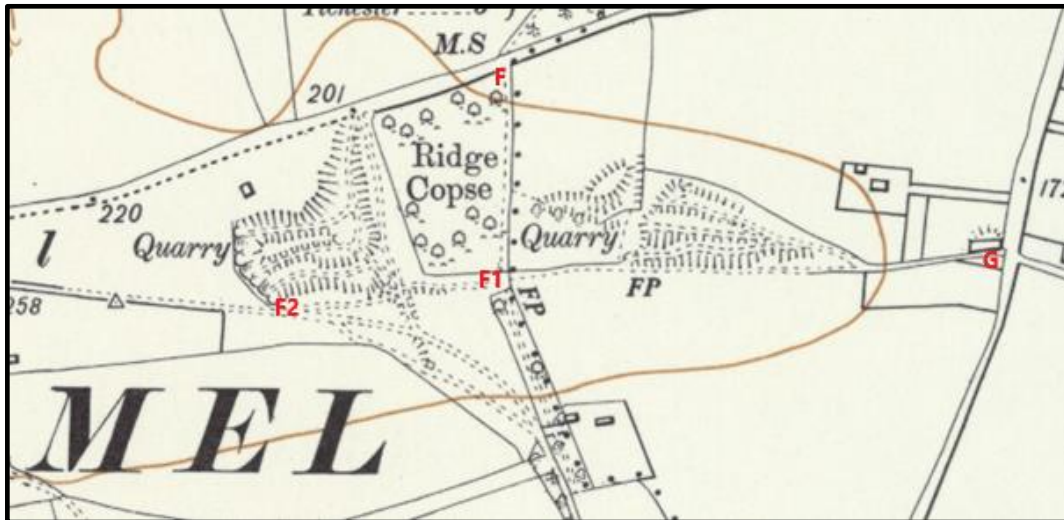 M.S
F
201
Ridge
Copse
220
Quarry
Quarry
l
G
F1
FP
FP
F2
258
MEL